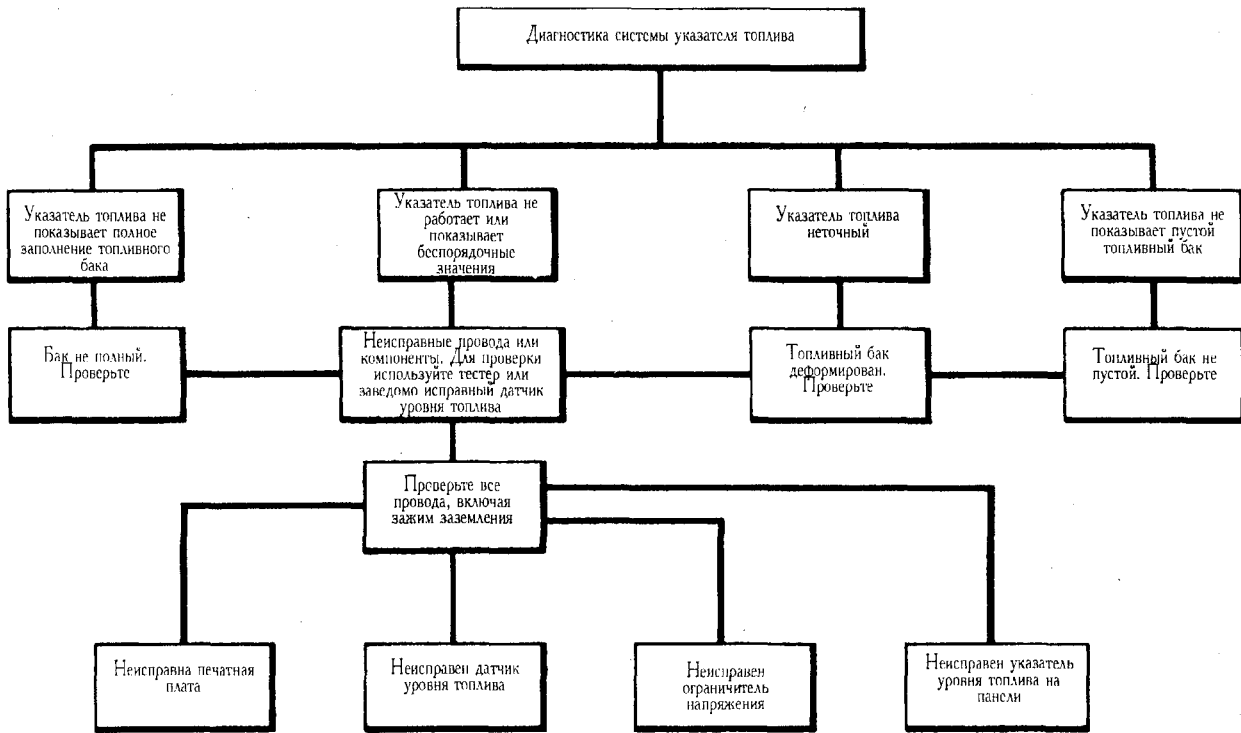 Диагностика системы указателя топлива
Указатель топлива не
показывает полное
заполнение топливного
бака
Указатель топлива не
работает или
показывает
беспорядочные
значения
Указатель топлива
неточный
Указатель топлива не
показывает пустой
топливный бак
Бак не полный.
Проверьте
Неисправные провода или
компоненты. Для проверки
используйте тестер или
заведомо исправный датчик
уровня топлива
Топливный бак
деформирован.
Проверьте
Топливный бак не
пустой. Проверьте
Проверьте все
провода, включая
зажим заземления
Неисправна печатная
плата
Неисправен датчик
уровня топлива
Неисправен
ограничитель
напряжения
Неисправен указатель
уровня топлива на
панели